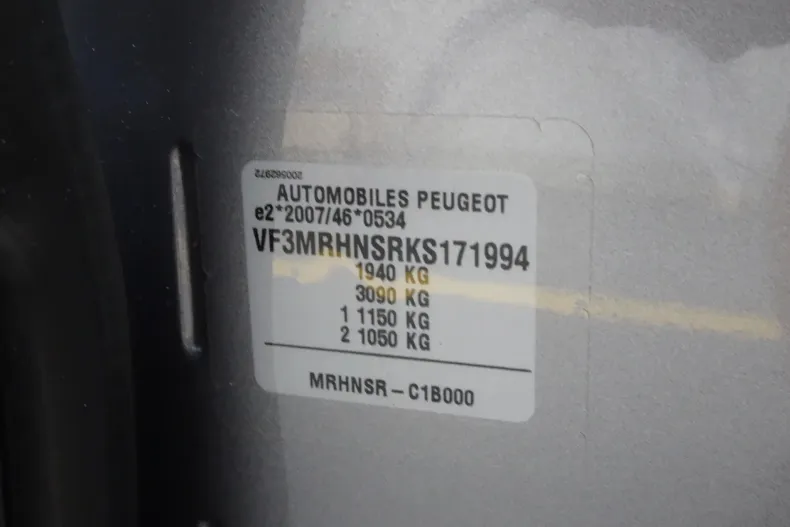 200562972
AUTOMOBILES PEUGEOT
e2*2007/46*0534
VF3MRHNSRKS171994
1940 KG
3090 KG
1 1150 KG
2 1050 KG
MRHNSR-C1B000